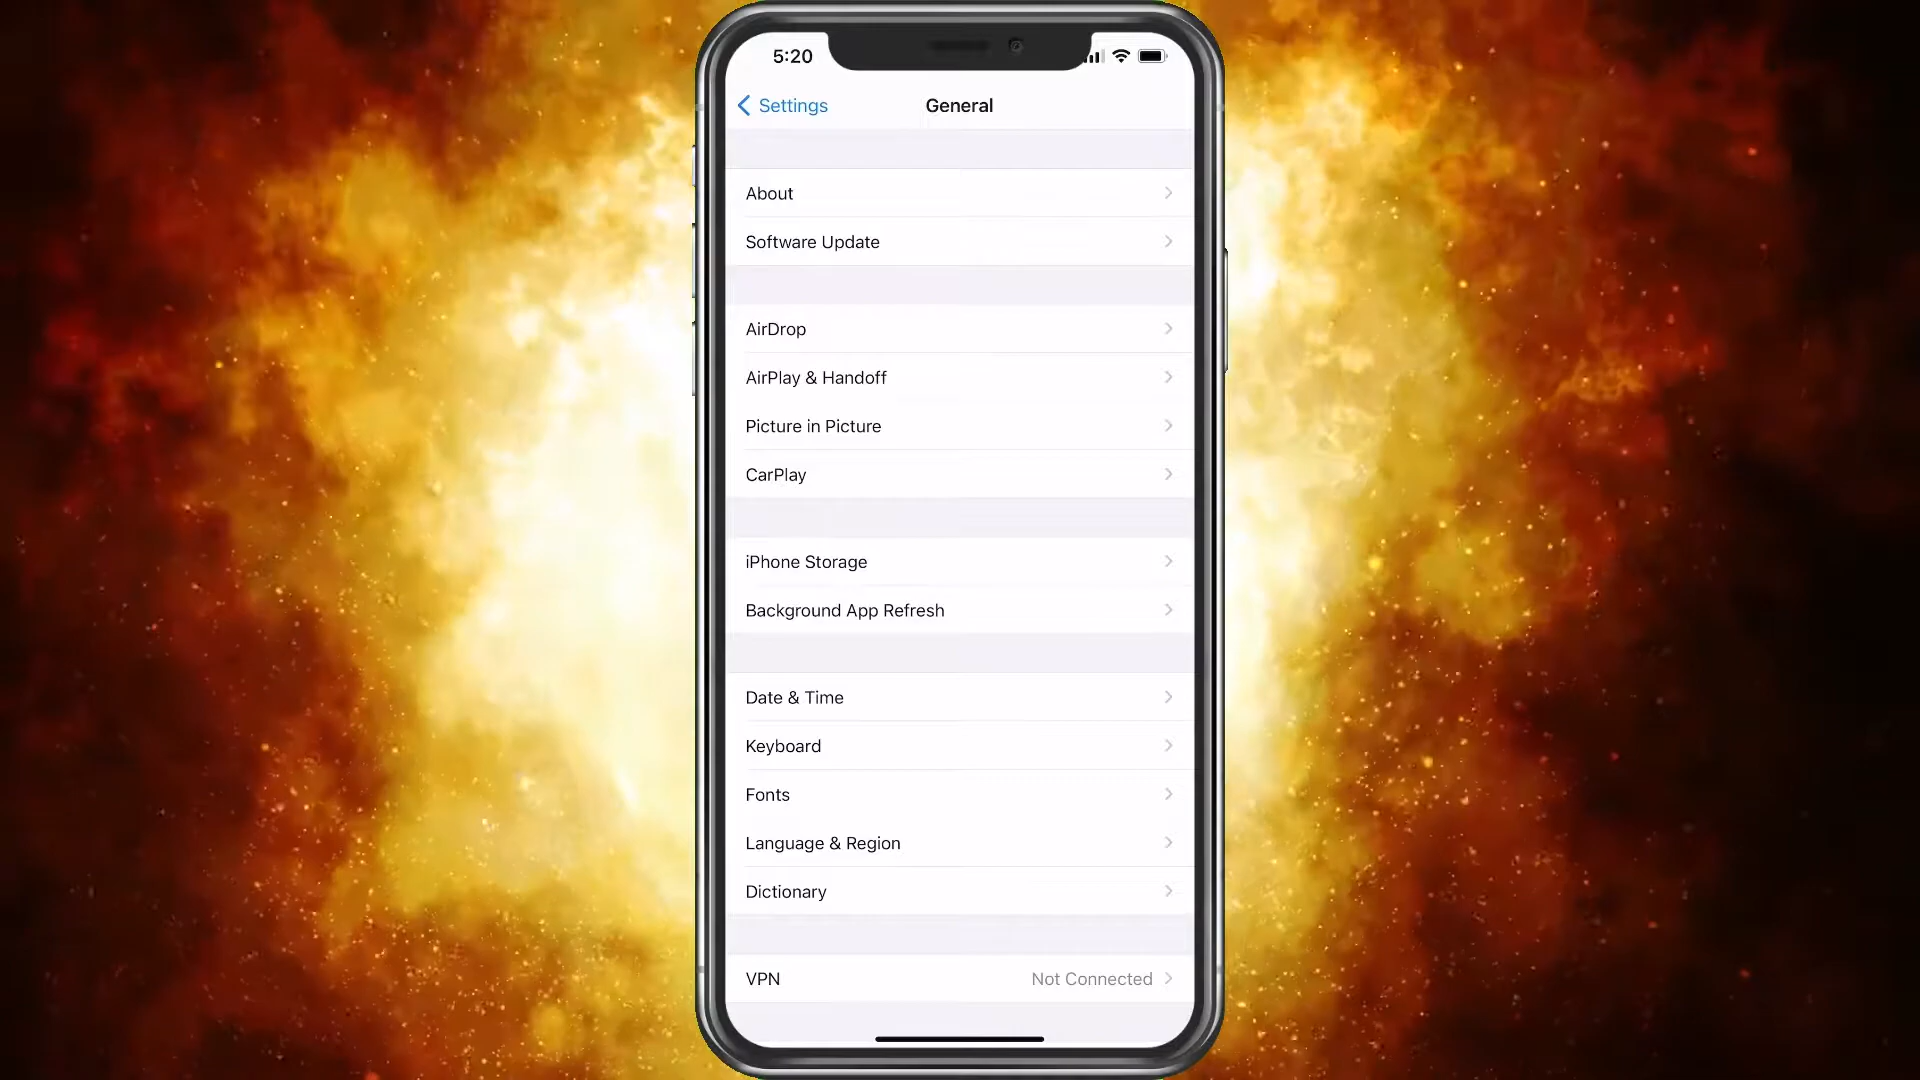 5:20
Settings
General
About
Software Update
AirDrop
AirPlay & Handoff
Picture in Picture
CarPlay
iPhone Storage
Background App Refresh
Date & Time
Keyboard
Fonts
Language & Region
Dictionary
VPN Not Connected